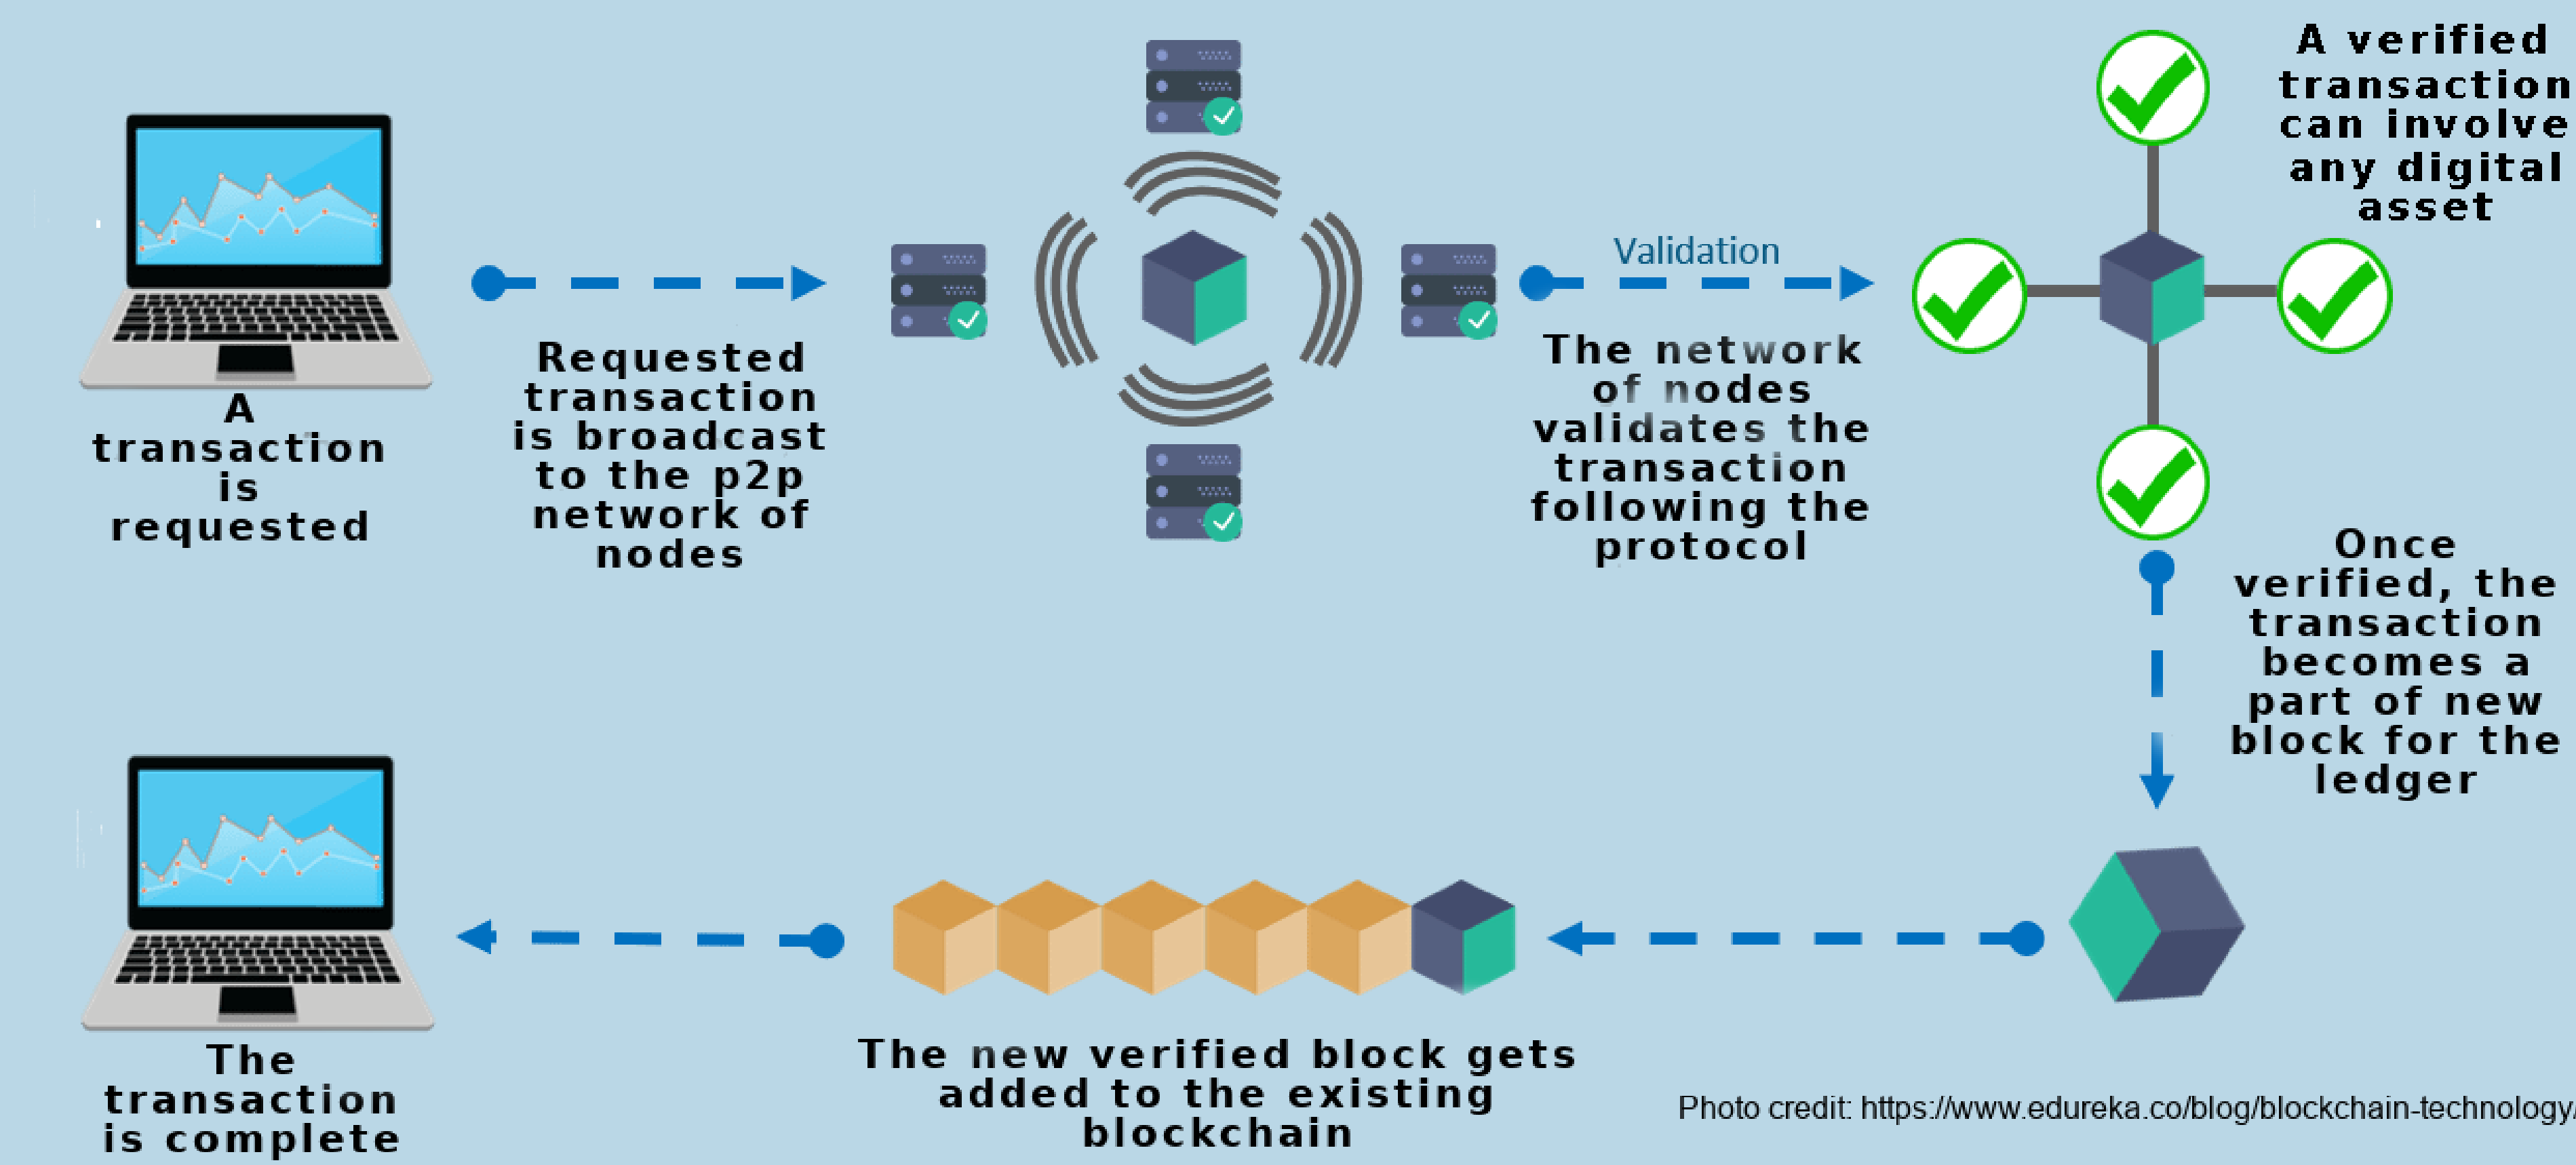 A
transaction
is
requested
Requested
transaction
is broadcast
to the p2p
network of
nodes
Validation
The network
of nodes
validates the
transaction
following the
protocol
A verified
transaction
can involve
any digital
asset
Once
verified, the
transaction
becomes a
part of new
block for the
ledger
The new verified block gets
added to the existing
blockchain
The
transaction
is complete
Photo credit: https://www.edureka.co/blog/blockchain-technology/